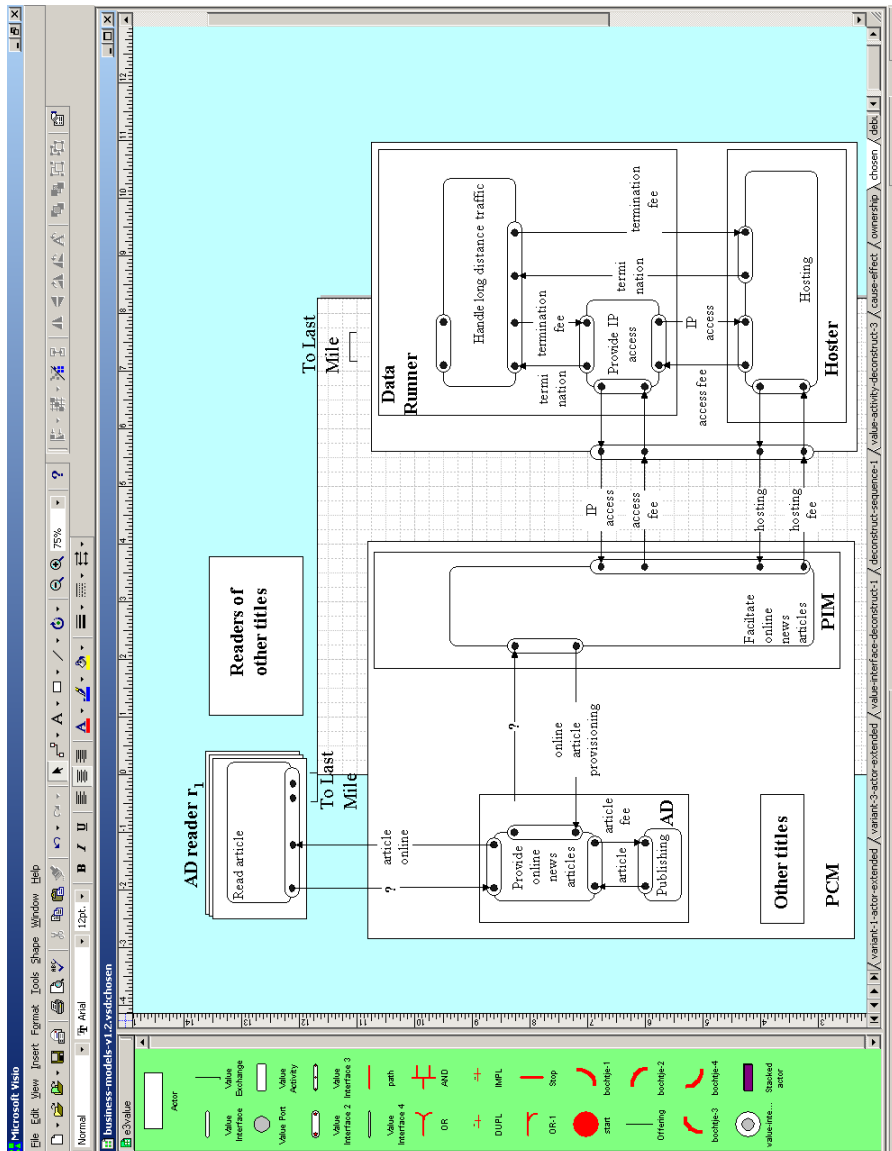 Microsoft Visio
File Edit View Insert Format Tools Shape Window Help
Normal
Arial
12pt.
B I U
75%
business-models-v1.2.vsd:chosen
e3value
Actor
Value Interface
Value Exchange
Value Port
Value Activity
Value Interface 2
Value Interface 3
Value Interface 4
path
OR
AND
DUPL
IMPL
OR-1
Stop
start
bochtje-1
Offering
bochtje-2
bochtje-3
bochtje-4
value-inte...
Stacked actor
AD reader r1
Read article
To Last
Mile
Readers of
other titles
To Last
Mile
?
article
online
Provide
online
news
articles
article
article
fee
Publishing
AD
?
online
article
provisioning
Other titles
PCM
Faciltate
online
news
articles
PIM
IP
access
access
fee
hosting
hosting
fee
Data
Runner
Handle long distance traffic
termi
nation
termination
fee
Provide IP
access
termi
nation
termination
fee
access fee
IP
access
Hosting
Hoster
variant-1-actor-extended
variant-3-actor-extended
value-interface-deconstruct-1
deconstruct-sequence-1
value-activity-deconstruct-3
cause-effect
ownership
chosen
debu